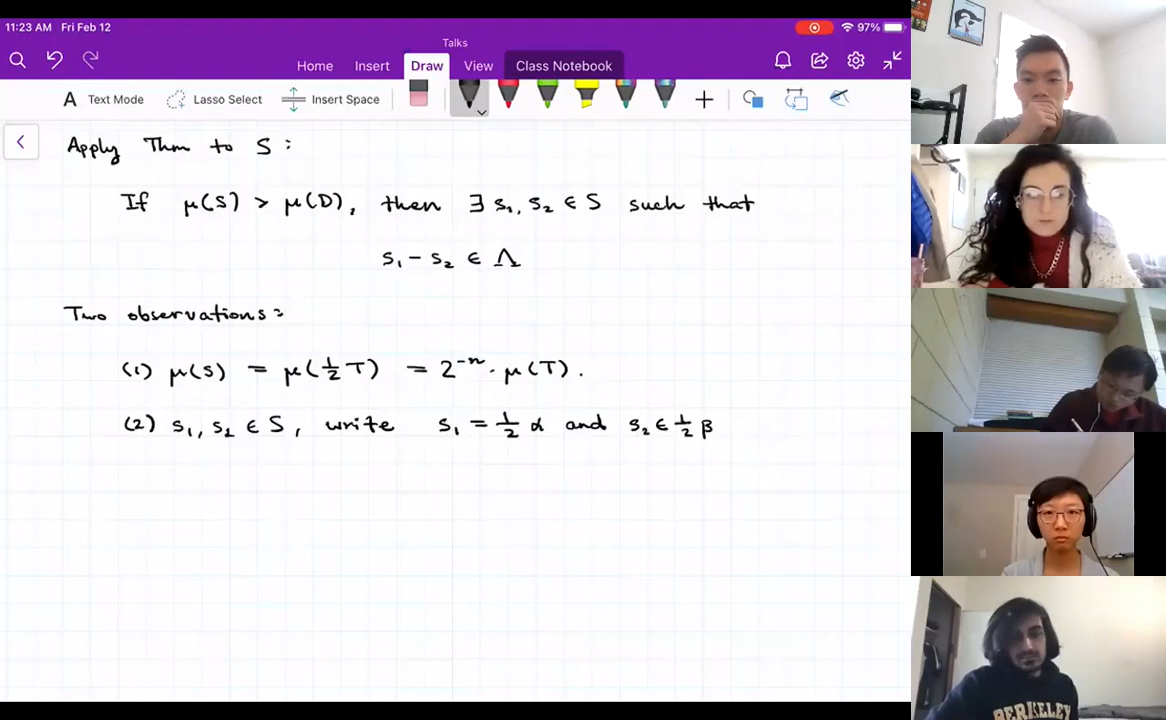 11:23 AM Fri Feb 12
97%
Talks
Home Insert Draw View Class Notebook
A Text Mode Lasso Select Insert Space
Apply Thm to S :
If μ(S) > μ(D), then ∃ s₁, s₂ ∈ S such that
s₁ - s₂ ∈ Λ
Two observations:
(1) μ(S) = μ(½T) = 2⁻ⁿ · μ(T).
(2) s₁, s₂ ∈ S, write s₁ = ½ α and s₂ ∈ ½ β
BERKELEY